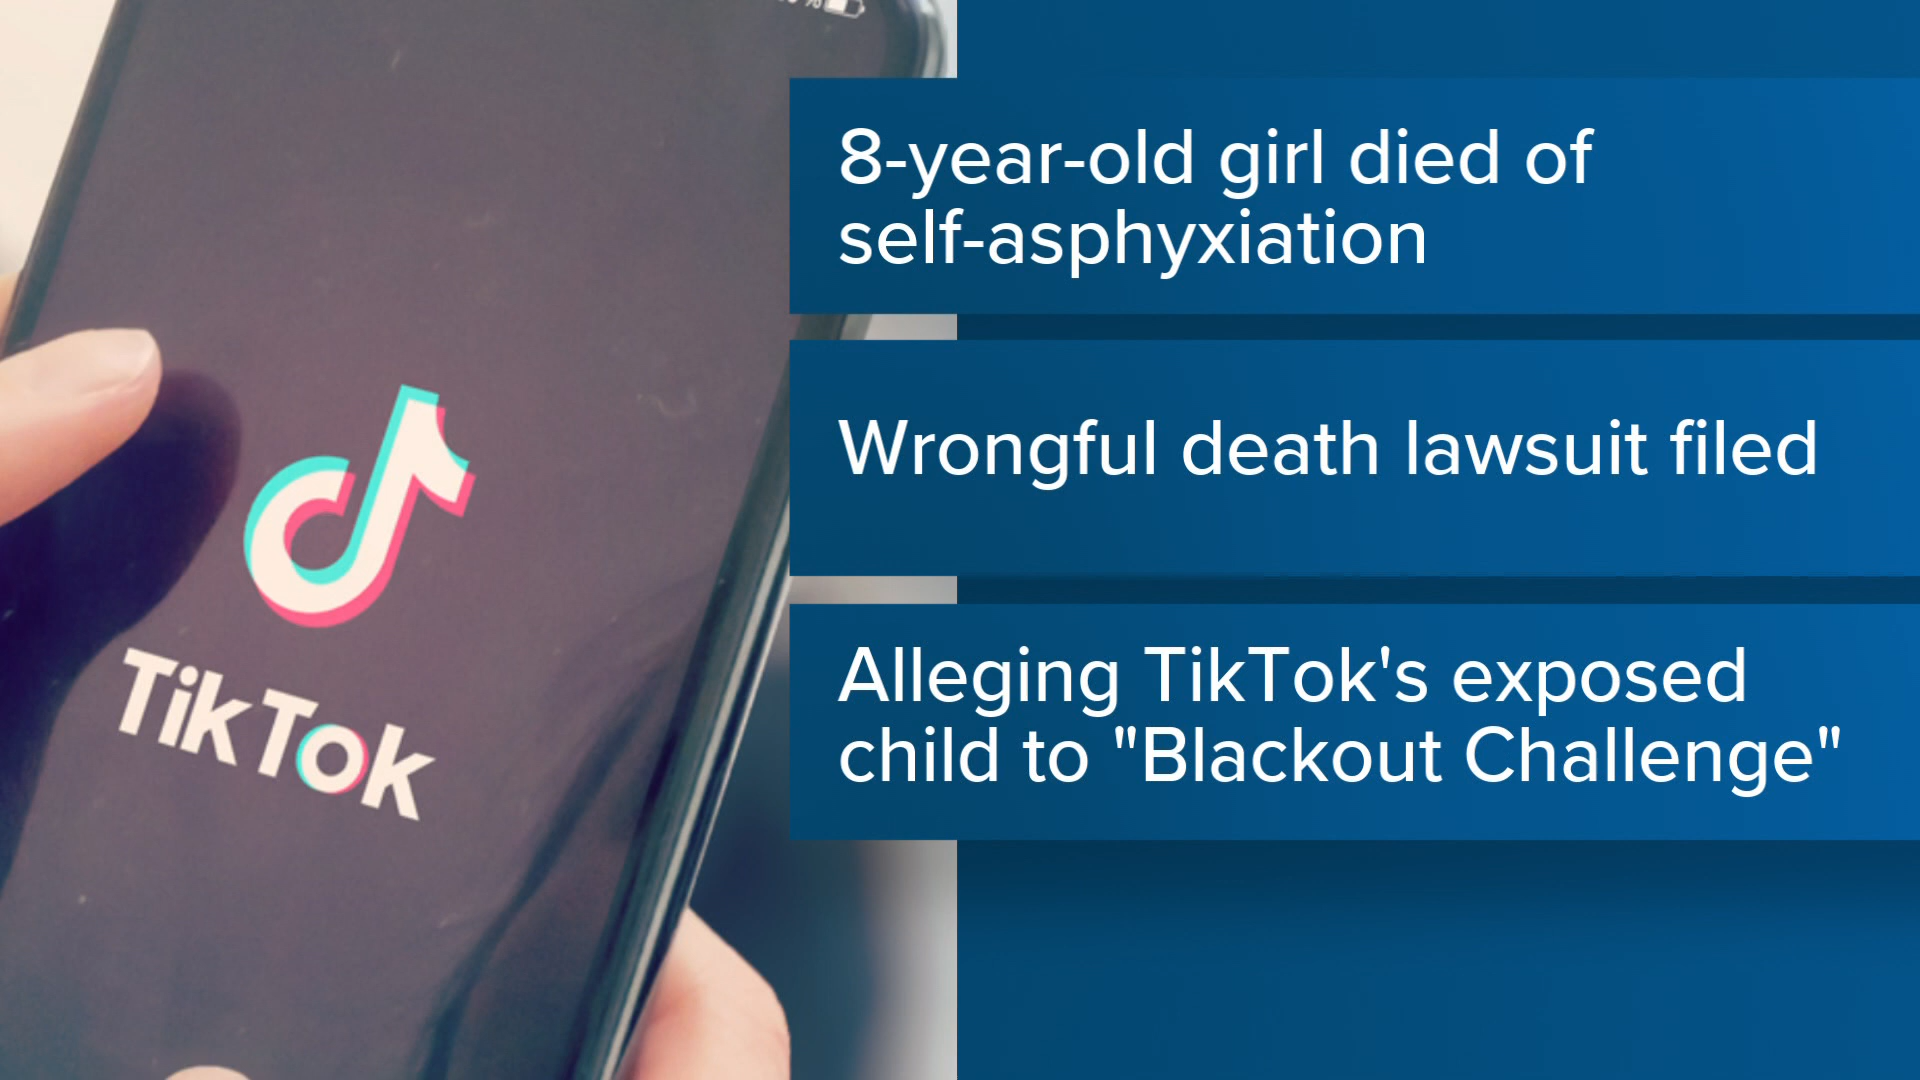 8-year-old girl died of
self-asphyxiation
Wrongful death lawsuit filed
Alleging TikTok's exposed
child to "Blackout Challenge"
TikTok